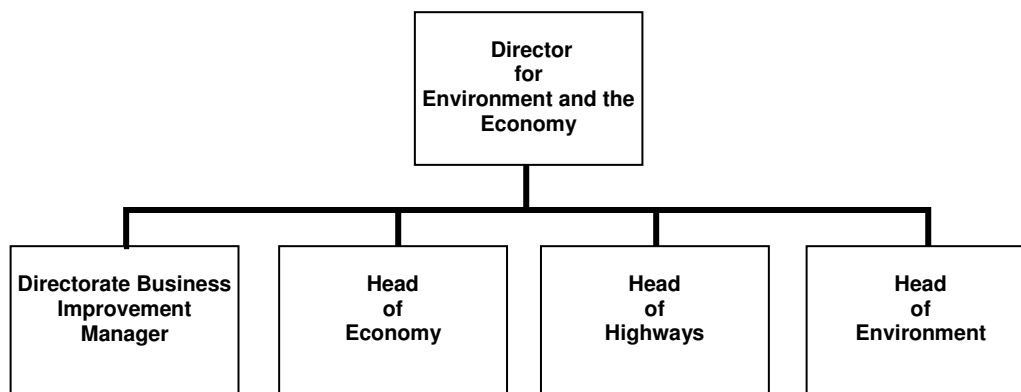 Director
for
Environment and the
Economy
Directorate Business
Improvement
Manager
Head
of
Economy
Head
of
Highways
Head
of
Environment